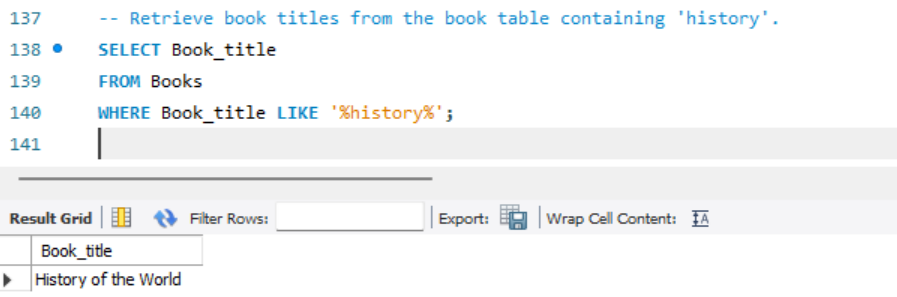 137 -- Retrieve book titles from the book table containing 'history'.
138 SELECT Book_title
139 FROM Books
140 WHERE Book_title LIKE '%history%';
141
Result Grid Filter Rows: Export: Wrap Cell Content: IA
Book_title
History of the World